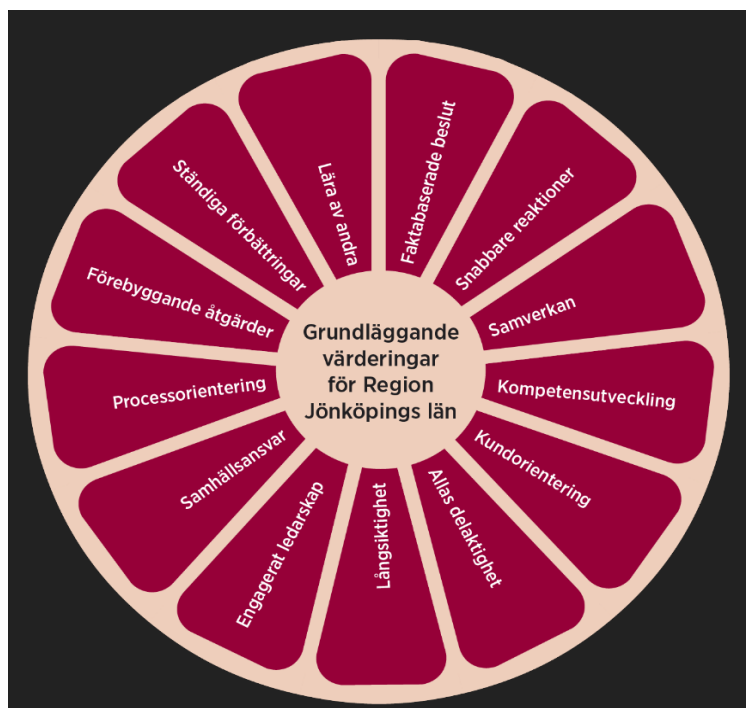 Grundläggande
värderingar
för Region
Jönköpings län
Faktabaserade beslut
Snabbare reaktioner
Samverkan
Kompetensutveckling
Kundorientering
Allas delaktighet
Långsiktighet
Engagerat ledarskap
Samhällsansvar
Processorientering
Förebyggande åtgärder
Ständiga förbättringar
Lära av andra